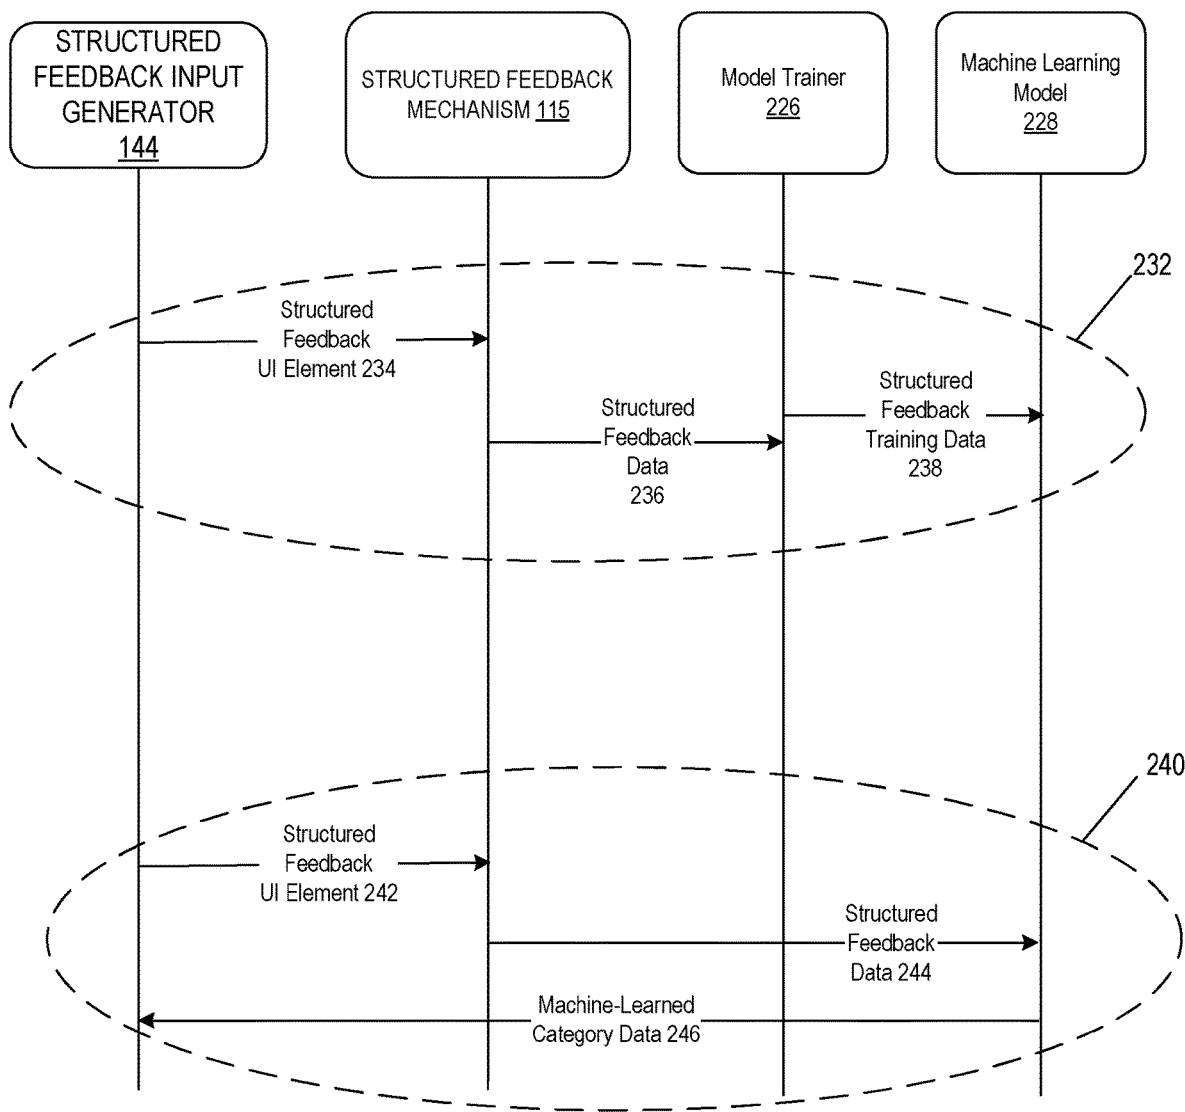 STRUCTURED
FEEDBACK INPUT
GENERATOR
144
STRUCTURED FEEDBACK
MECHANISM 115
Model Trainer
226
Machine Learning
Model
228
232
Structured
Feedback
UI Element 234
Structured
Feedback
Data
236
Structured
Feedback
Training Data
238
240
Structured
Feedback
UI Element 242
Structured
Feedback
Data 244
Machine-Learned
Category Data 246